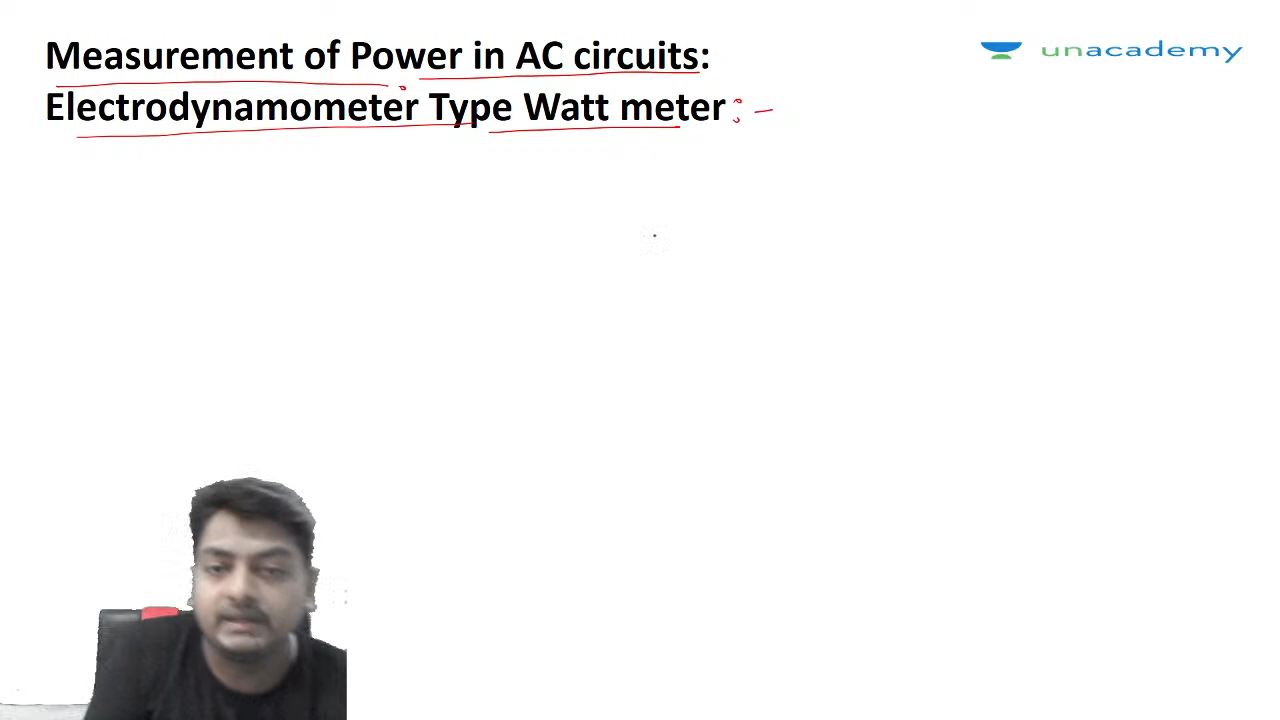 Measurement of Power in AC circuits:
unacademy
Electrodynamometer Type Watt meter :-